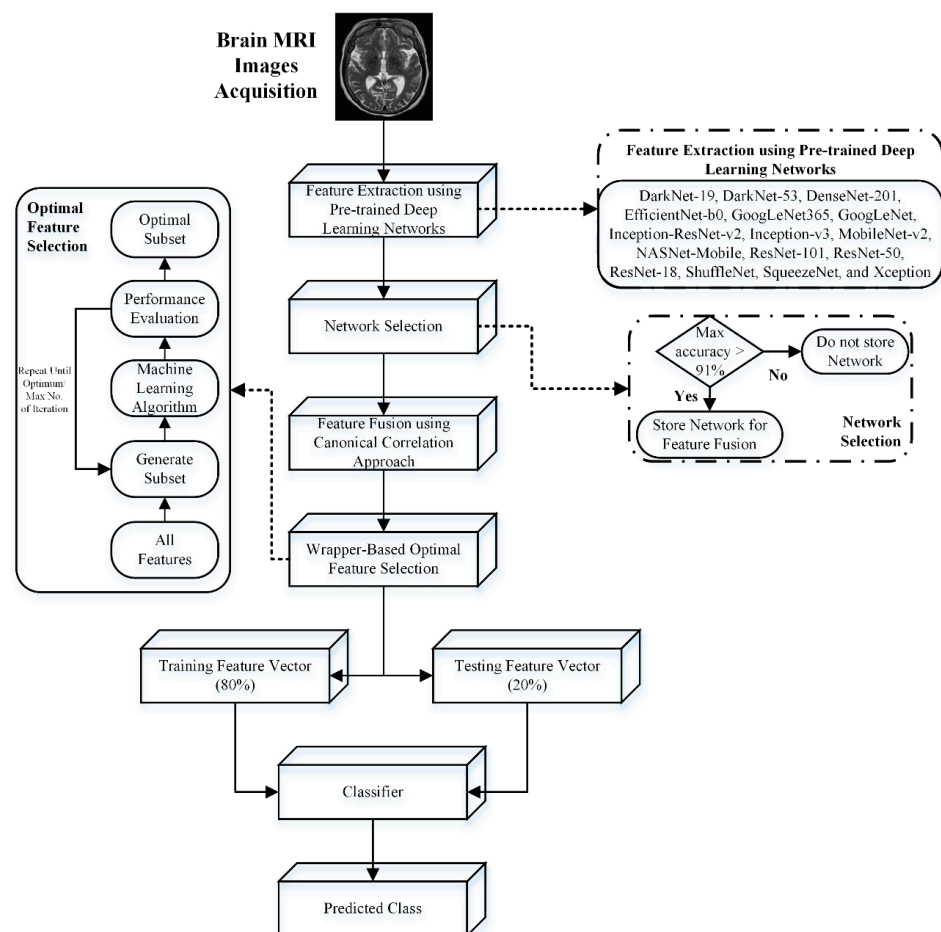 Brain MRI
Images
Acquisition
Feature Extraction using
Pre-trained Deep
Learning Networks
Feature Extraction using Pre-trained Deep
Learning Networks
DarkNet-19, DarkNet-53, DenseNet-201,
EfficientNet-b0, GoogLeNet365, GoogLeNet,
Inception-ResNet-v2, Inception-v3, MobileNet-v2,
NASNet-Mobile, ResNet-101, ResNet-50,
ResNet-18, ShuffleNet, SqueezeNet, and Xception
Optimal
Feature
Selection
Optimal
Subset
Performance
Evaluation
Repeat Until
Optimum/
Max No.
of Iteration
Machine
Learning
Algorithm
Generate
Subset
All
Features
Network Selection
Max
accuracy >
91%
No
Do not store
Network
Yes
Store Network for
Feature Fusion
Network
Selection
Feature Fusion using
Canonical Correlation
Approach
Wrapper-Based Optimal
Feature Selection
Training Feature Vector
(80%)
Testing Feature Vector
(20%)
Classifier
Predicted Class